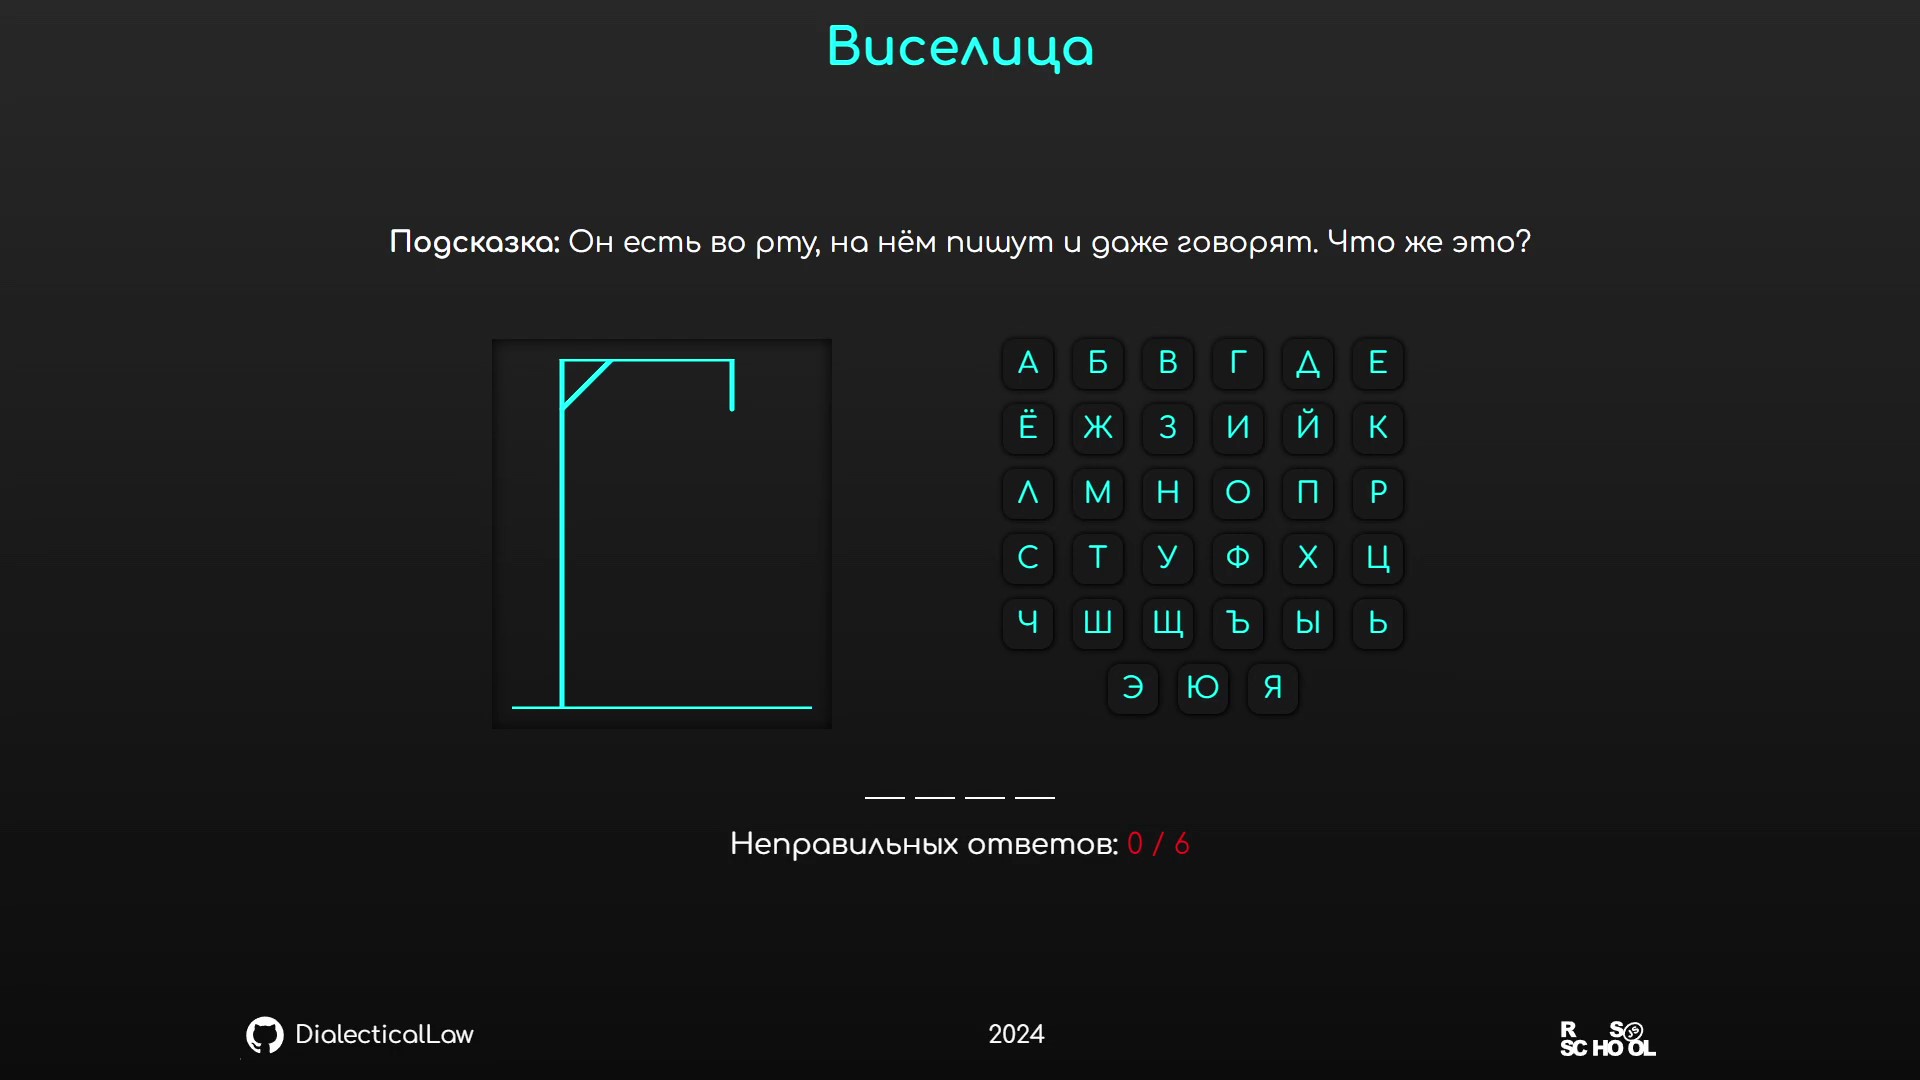 Виселица
Подсказка: Он есть во рту, на нём пишут и даже говорят. Что же это?
А Б В Г Д Е
Ё Ж З И Й К
Л М Н О П Р
С Т У Ф Х Ц
Ч Ш Щ Ъ Ы Ь
Э Ю Я
Неправильных ответов: 0 / 6
DialecticalLaw
2024
RS
SCHOOL